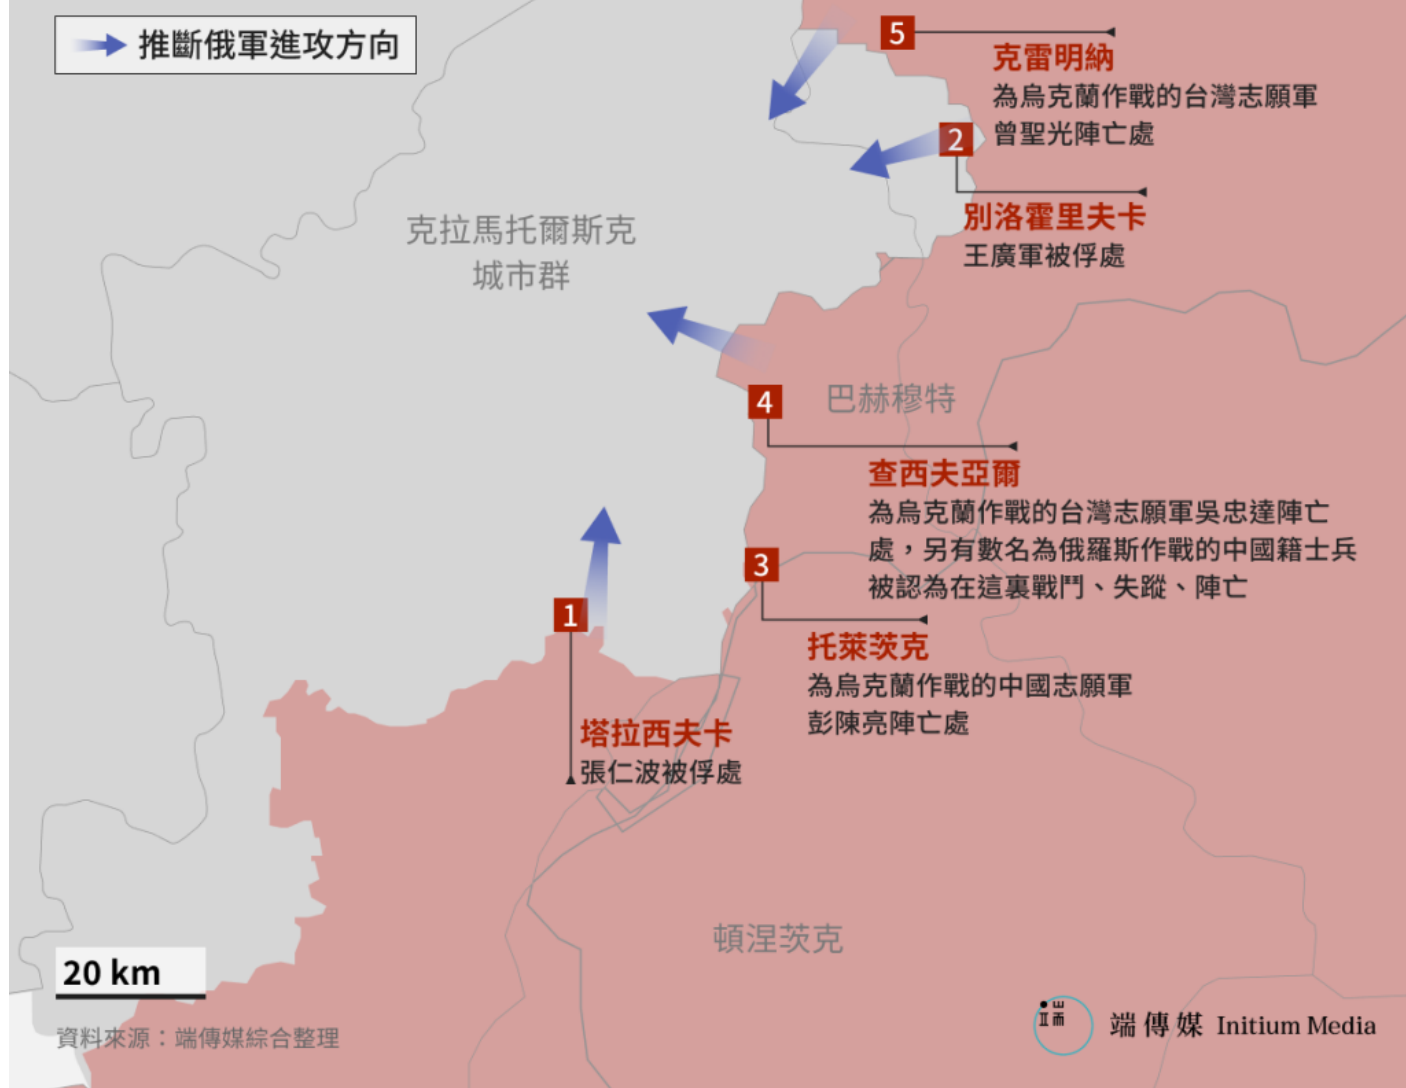 推斷俄軍進攻方向
5
克雷明納
為烏克蘭作戰的台灣志願軍
曾聖光陣亡處
2
別洛霍里夫卡
王廣軍被俘處
克拉馬托爾斯克
城市群
4
巴赫穆特
查西夫亞爾
為烏克蘭作戰的台灣志願軍吳忠達陣亡
處，另有數名為俄羅斯作戰的中國籍士兵
被認為在這裏戰鬥、失蹤、陣亡
3
托萊茨克
為烏克蘭作戰的中國志願軍
彭陳亮陣亡處
1
塔拉西夫卡
張仁波被俘處
頓涅茨克
20 km
資料來源：端傳媒綜合整理
端傳媒 Initium Media